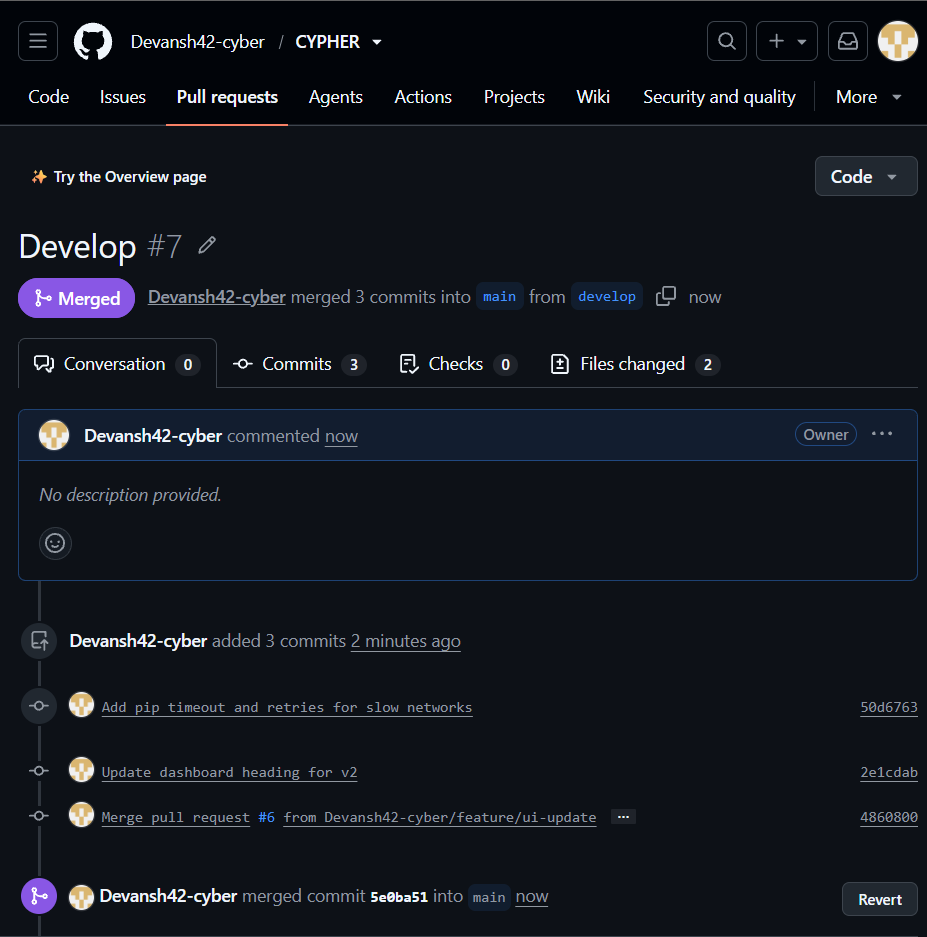 Devansh42-cyber / CYPHER
Code Issues Pull requests Agents Actions Projects Wiki Security and quality More
Try the Overview page
Code
Develop #7
Merged Devansh42-cyber merged 3 commits into main from develop now
Conversation 0 Commits 3 Checks 0 Files changed 2
Devansh42-cyber commented now Owner ...
No description provided.
Devansh42-cyber added 3 commits 2 minutes ago
Add pip timeout and retries for slow networks 50d6763
Update dashboard heading for v2 2e1cdab
Merge pull request #6 from Devansh42-cyber/feature/ui-update ... 4860800
Devansh42-cyber merged commit 5e0ba51 into main now
Revert